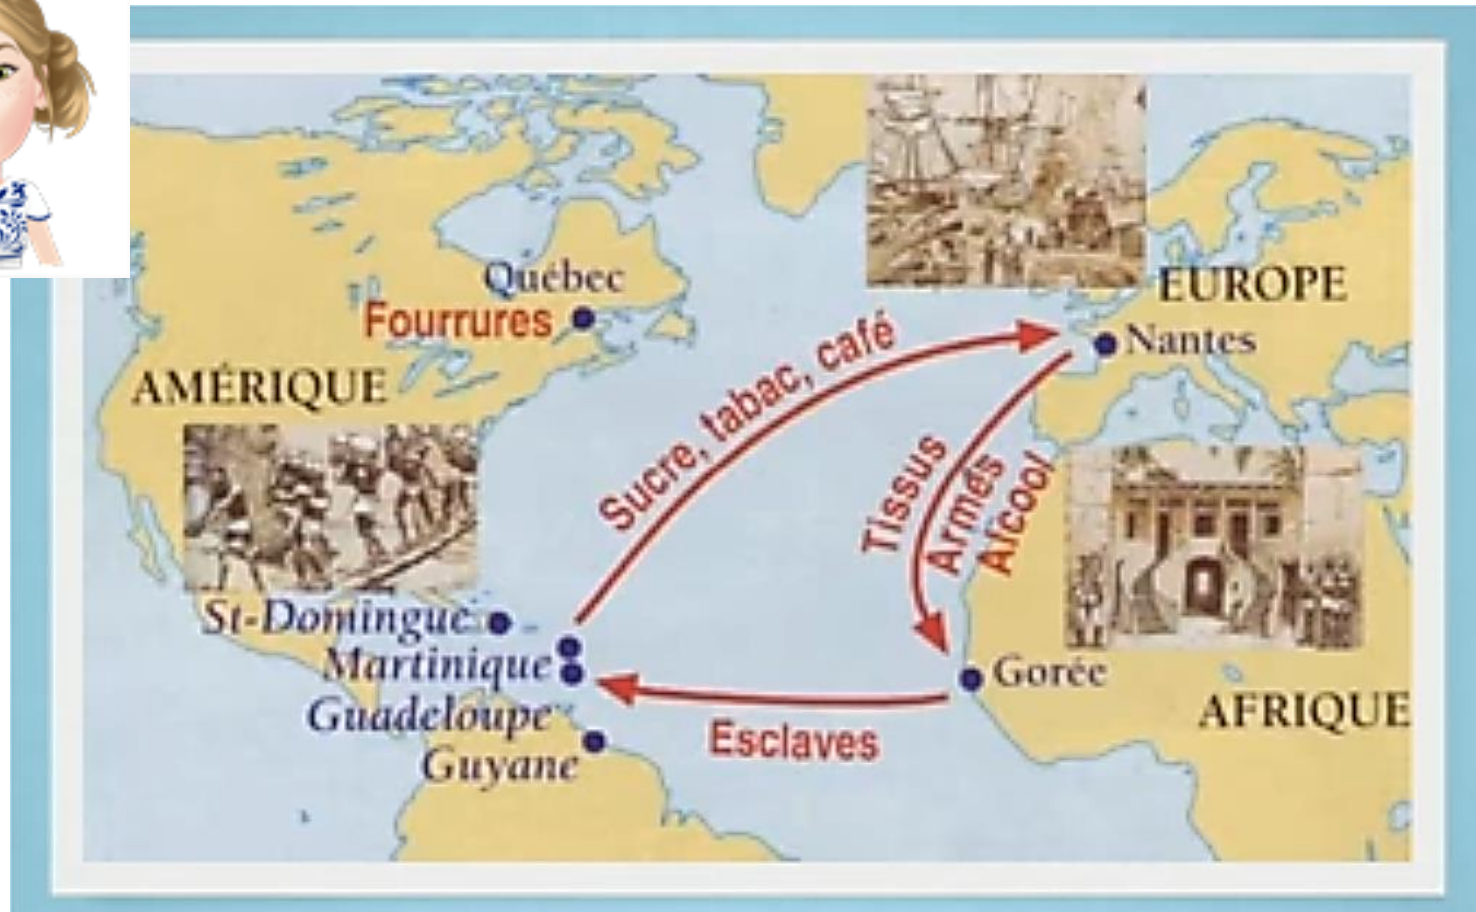 Québec
Fourrures
AMÉRIQUE
EUROPE
Nantes
Sucre, tabac, café
Tissus
Armes
Alcool
St-Domingue
Martinique
Guadeloupe
Guyane
Gorée
AFRIQUE
Esclaves